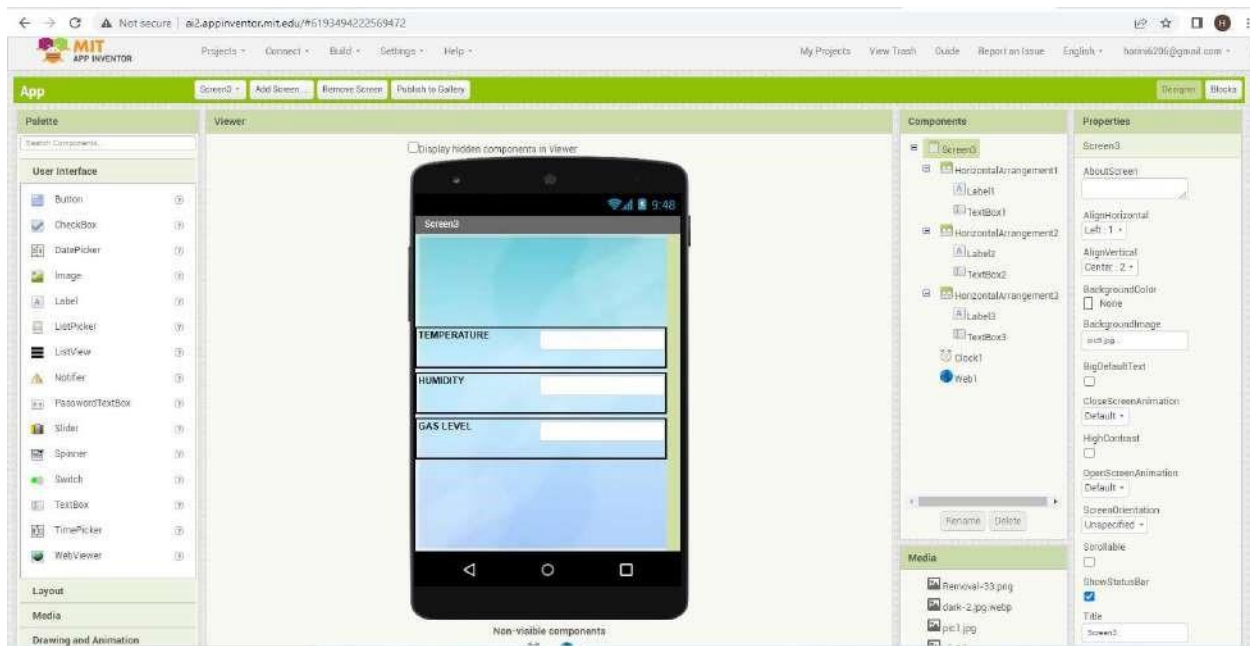 Not secure | ai2.appinventor.mit.edu/#6193494222569472
MIT
APP INVENTOR
Projects Connect Build Settings Help My Projects View Trash Guide Report an Issue English
App Screen3 Add Screen ... Remove Screen Publish to Gallery Designer Blocks
Palette Viewer Components Properties
Search Components...
Display hidden components in Viewer
Screen3
Screen3
User Interface
HorizontalArrangement1
AboutScreen
Button
Label1
9:48
CheckBox
TextBox1
Screen3
AlignHorizontal
Left : 1
DatePicker
HorizontalArrangement2
Label2
AlignVertical
Center : 2
Image
TextBox2
BackgroundColor
None
Label
HorizontalArrangement3
Label3
BackgroundImage
ListPicker
TEMPERATURE
TextBox3
ListView
Clock1
BigDefaultText
Notifier
HUMIDITY
Web1
PasswordTextBox
CloseScreenAnimation
Default
Slider
GAS LEVEL
HighContrast
Spinner
Switch
OpenScreenAnimation
Default
TextBox
ScreenOrientation
Unspecified
Rename Delete
TimePicker
WebViewer
Scrollable
Media
Layout
Removal-33.png
ShowStatusBar
Media
dark-2.jpg.webp
Title
Screen3
pic1.jpg
Drawing and Animation
Non-visible components